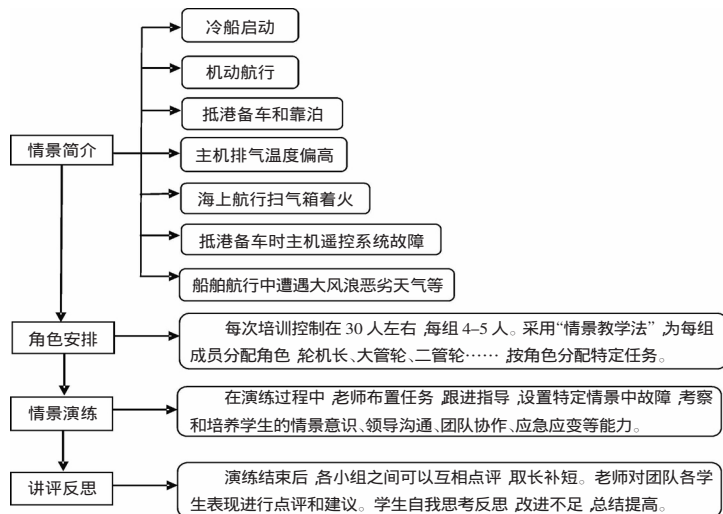 冷船启动
机动航行
抵港备车和靠泊
情景简介
主机排气温度偏高
海上航行扫气箱着火
抵港备车时主机遥控系统故障
船舶航行中遭遇大风浪恶劣天气等
角色安排
每次培训控制在30人左右,每组4-5人。采用“情景教学法”,为每组
成员分配角色,轮机长、大管轮、二管轮……,按角色分配特定任务。
情景演练
在演练过程中,老师布置任务,跟进指导,设置特定情景中故障,考察
和培养学生的情景意识、领导沟通、团队协作、应急应变等能力。
讲评反思
演练结束后,各小组之间可以互相点评,取长补短。老师对团队各学
生表现进行点评和建议。学生自我思考反思,改进不足,总结提高。